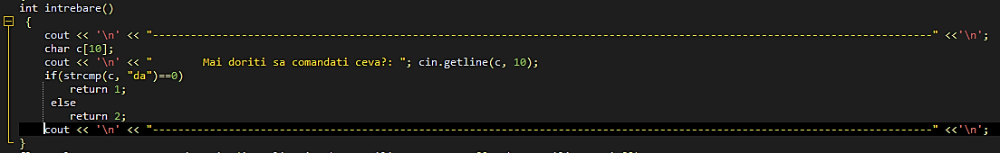 int intrebare()
{
cout << '\n' << "-----------------------------------------------------------------------------------------------------------------------------" <<'\n';
char c[10];
cout << '\n' << "        Mai doriti sa comandati ceva?: "; cin.getline(c, 10);
if(strcmp(c, "da")==0)
return 1;
else
return 2;
cout << '\n' << "-----------------------------------------------------------------------------------------------------------------------------" <<'\n';
}